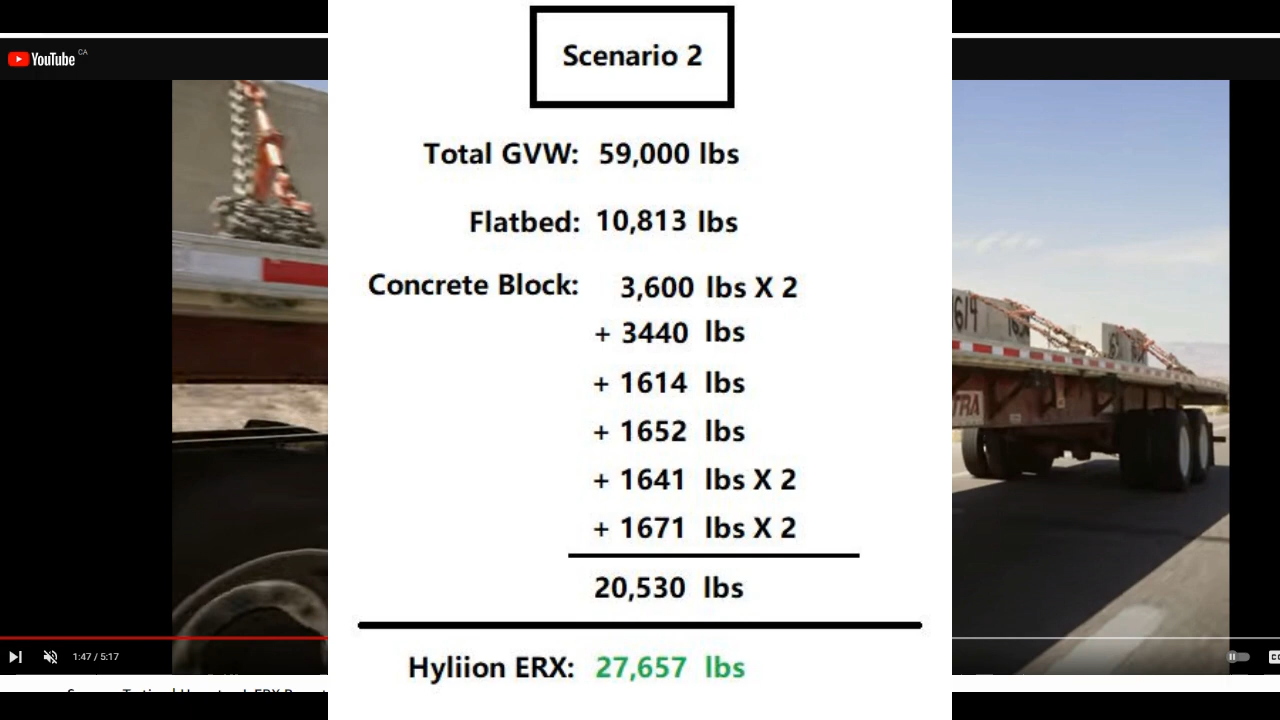 Scenario 2
YouTube CA
Total GVW: 59,000 lbs
Flatbed: 10,813 lbs
Concrete Block: 3,600 lbs X 2
+ 3440 lbs
+ 1614 lbs
+ 1652 lbs
+ 1641 lbs X 2
+ 1671 lbs X 2
20,530 lbs
Hyliion ERX: 27,657 lbs
1614
TRA
1:47 / 5:17